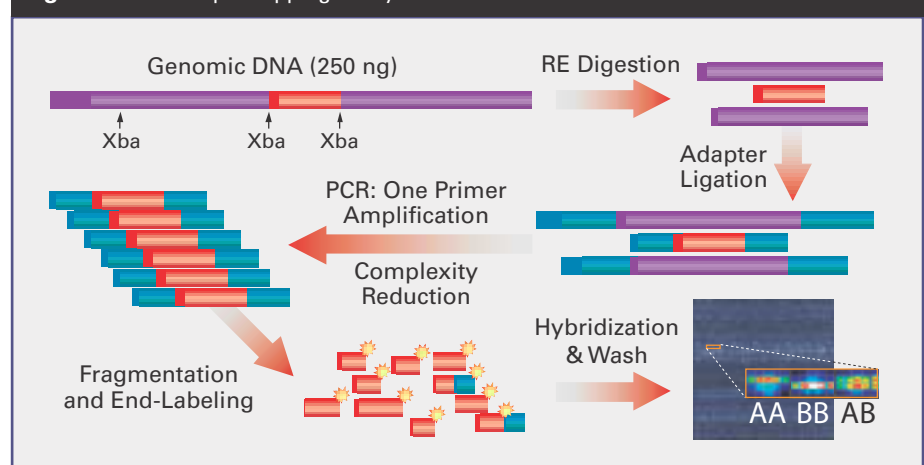 Genomic DNA (250 ng)
RE Digestion
Xba
Xba
Xba
Adapter
Ligation
PCR: One Primer
Amplification
Complexity
Reduction
Fragmentation
and End-Labeling
Hybridization
& Wash
AA BB AB